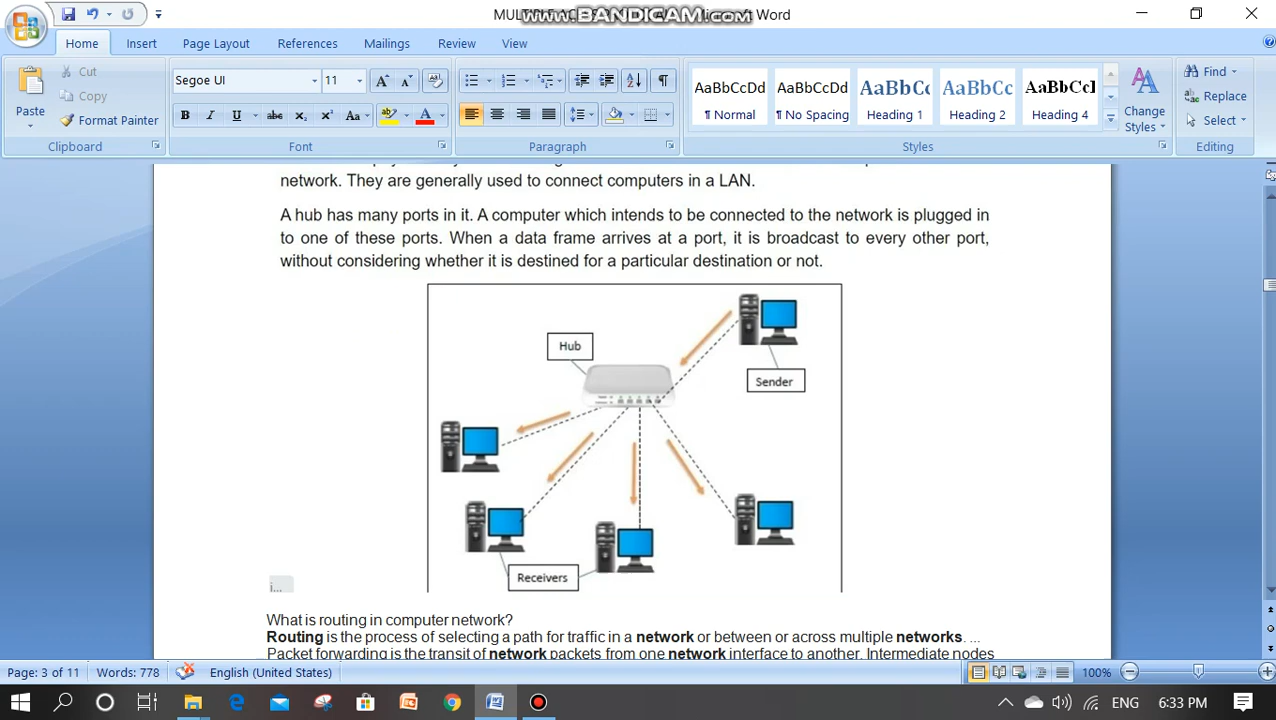 MULTIPLE AC
www.BANDICAM.com
ft Word
Home
Insert
Page Layout
References
Mailings
Review
View
Paste
Cut
Copy
Format Painter
Clipboard
Segoe UI
11
Font
Paragraph
AaBbCcDd
¶ Normal
AaBbCcDd
¶ No Spacing
AaBbCc
Heading 1
AaBbCc
Heading 2
AaBbCcI
Heading 4
Change
Styles
Styles
Find
Replace
Select
Editing
network. They are generally used to connect computers in a LAN.
A hub has many ports in it. A computer which intends to be connected to the network is plugged in
to one of these ports. When a data frame arrives at a port, it is broadcast to every other port,
without considering whether it is destined for a particular destination or not.
Hub
Sender
Receivers
i...
What is routing in computer network?
Routing is the process of selecting a path for traffic in a network or between or across multiple networks. ...
Packet forwarding is the transit of network packets from one network interface to another. Intermediate nodes
Page: 3 of 11
Words: 778
English (United States)
100%
ENG
6:33 PM